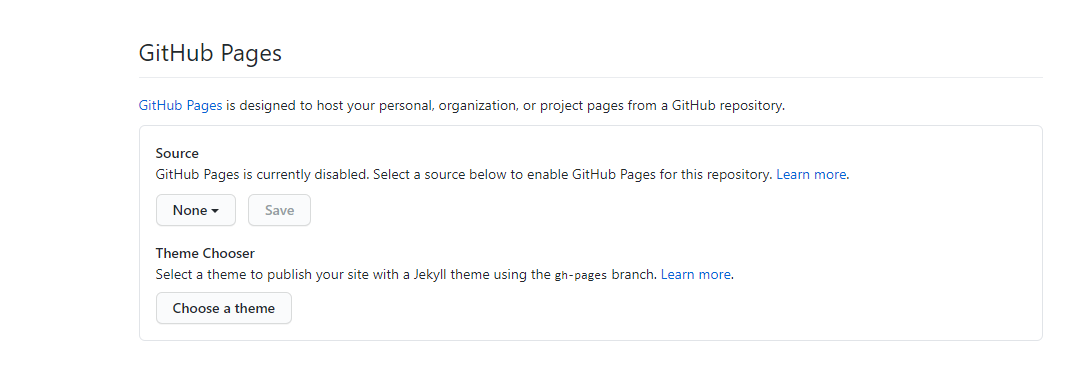 GitHub Pages
GitHub Pages is designed to host your personal, organization, or project pages from a GitHub repository.
Source
GitHub Pages is currently disabled. Select a source below to enable GitHub Pages for this repository. Learn more.
None Save
Theme Chooser
Select a theme to publish your site with a Jekyll theme using the gh-pages branch. Learn more.
Choose a theme